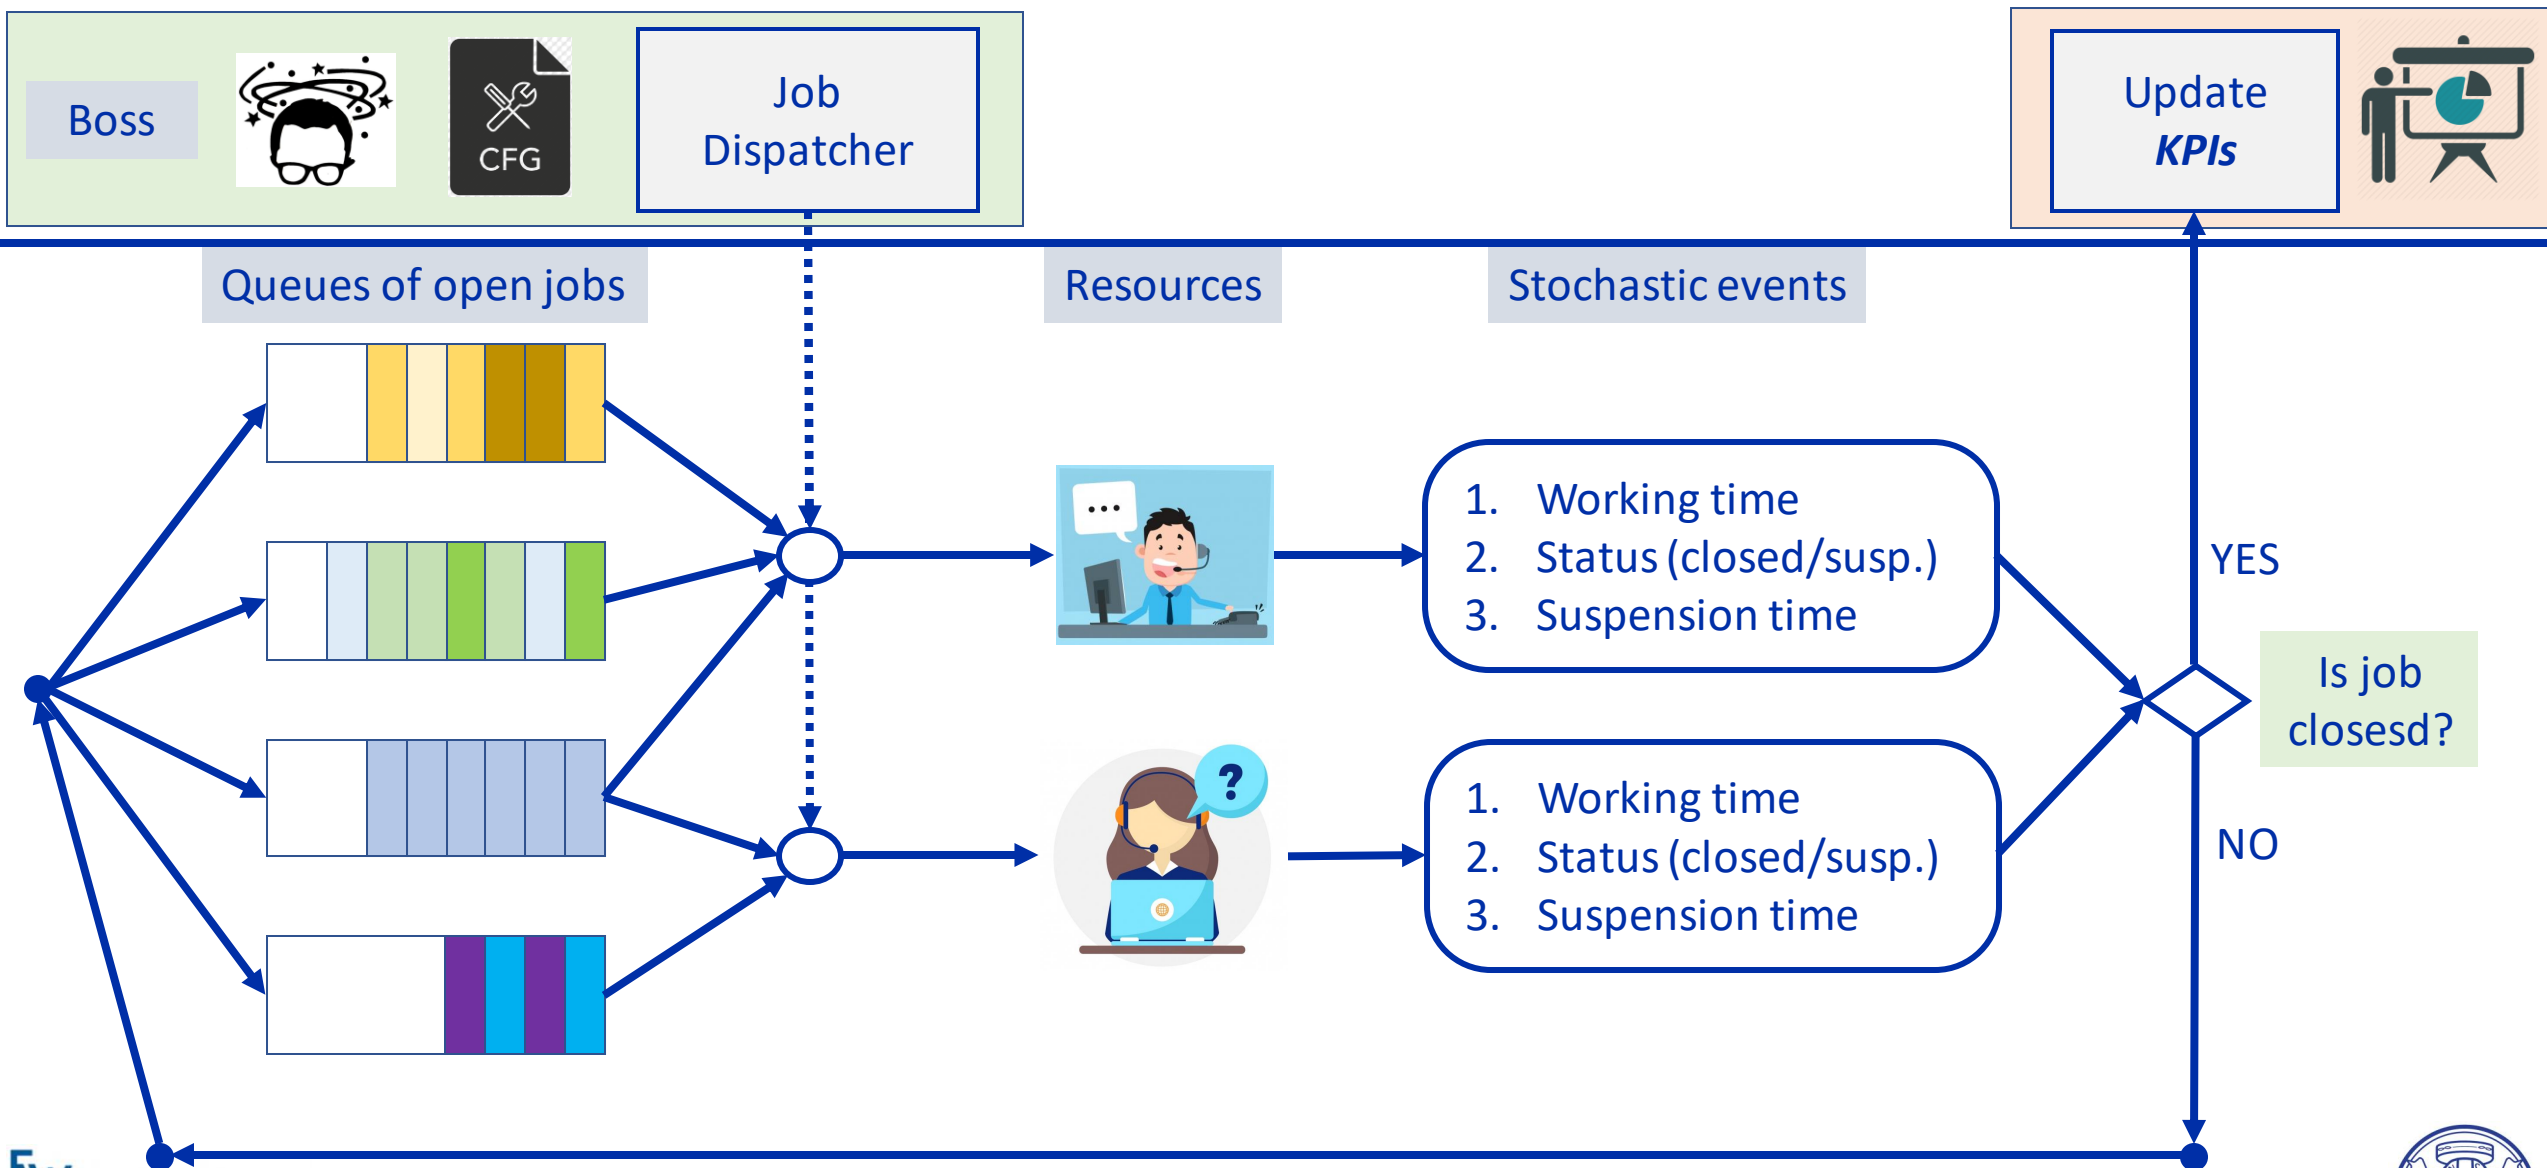 Boss
CFG
Job
Dispatcher
Update
KPIs
Queues of open jobs
Resources
Stochastic events
1. Working time
2. Status (closed/susp.)
3. Suspension time
YES
Is job
closesd?
?
1. Working time
2. Status (closed/susp.)
3. Suspension time
NO